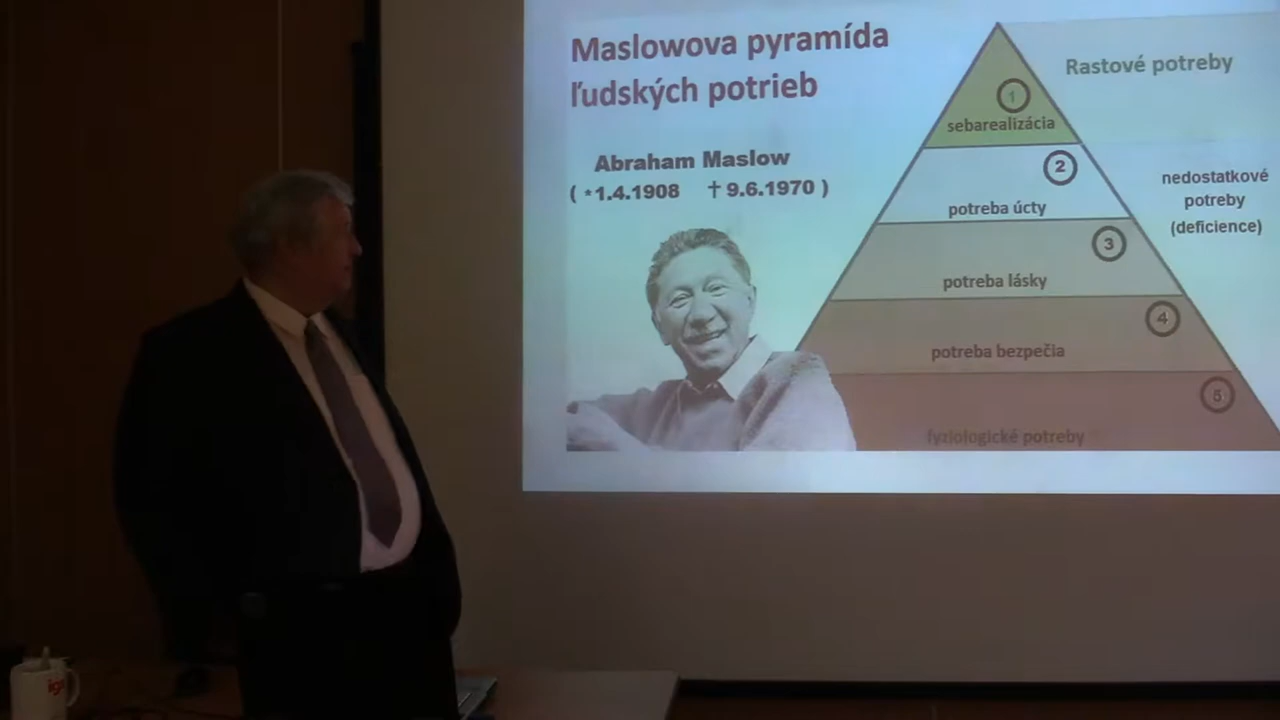 Maslowova pyramída
ľudských potrieb
Abraham Maslow
( *1.4.1908 † 9.6.1970 )
Rastové potreby
1
sebarealizácia
2
potreba úcty
nedostatkové
potreby
(deficience)
3
potreba lásky
4
potreba bezpečia
5
fyziologické potreby